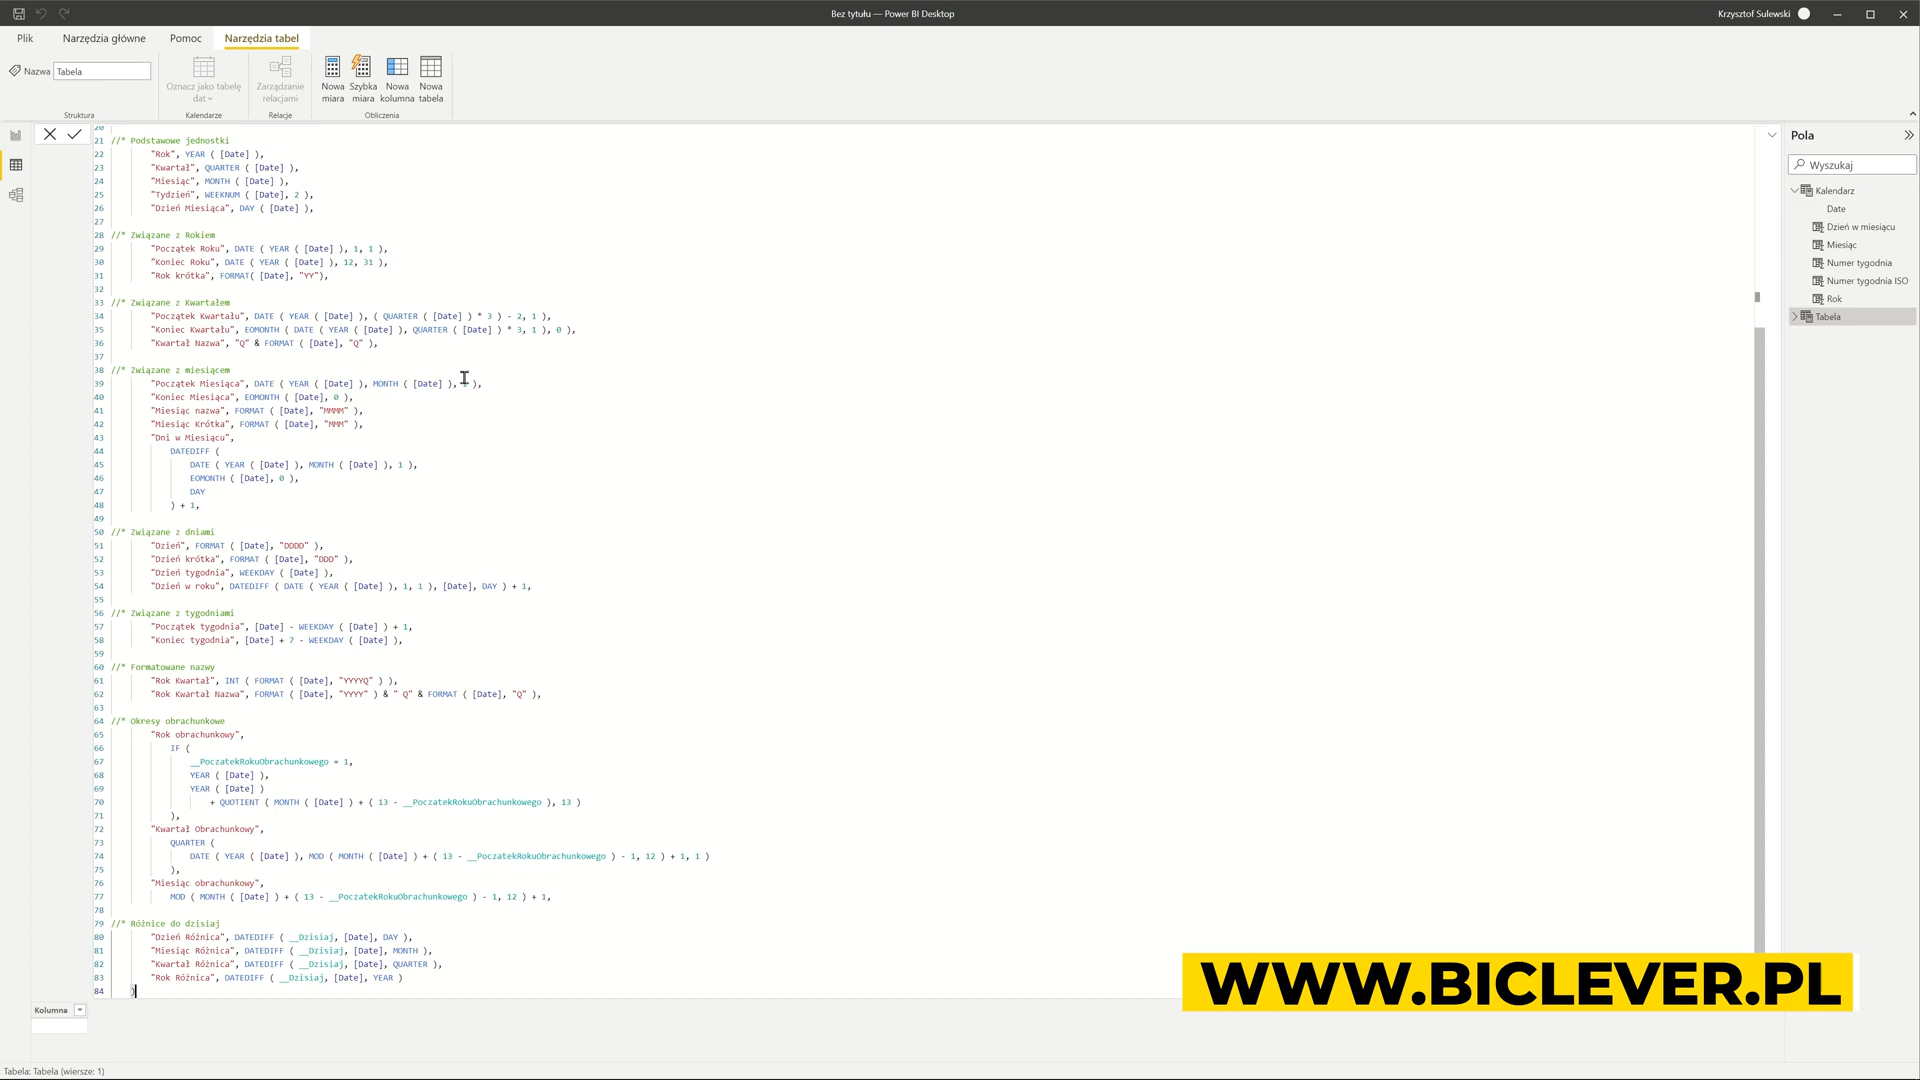 Bez tytułu — Power BI Desktop
Krzysztof Sulewski
Plik
Narzędzia główne
Pomoc
Narzędzia tabel
Nazwa
Tabela
Oznacz jako tabelę
dat
Zarządzanie
relacjami
Nowa
miara
Szybka
miara
Nowa
kolumna
Nowa
tabela
Struktura
Kalendarze
Relacje
Obliczenia
20
21 //* Podstawowe jednostki
22 "Rok", YEAR ( [Date] ),
23 "Kwartał", QUARTER ( [Date] ),
24 "Miesiąc", MONTH ( [Date] ),
25 "Tydzień", WEEKNUM ( [Date], 2 ),
26 "Dzień Miesiąca", DAY ( [Date] ),
27
28 //* Związane z Rokiem
29 "Początek Roku", DATE ( YEAR ( [Date] ), 1, 1 ),
30 "Koniec Roku", DATE ( YEAR ( [Date] ), 12, 31 ),
31 "Rok krótka", FORMAT( [Date], "YY"),
32
33 //* Związane z Kwartałem
34 "Początek Kwartału", DATE ( YEAR ( [Date] ), ( QUARTER ( [Date] ) * 3 ) - 2, 1 ),
35 "Koniec Kwartału", EOMONTH ( DATE ( YEAR ( [Date] ), QUARTER ( [Date] ) * 3, 1 ), 0 ),
36 "Kwartał Nazwa", "Q" & FORMAT ( [Date], "Q" ),
37
38 //* Związane z miesiącem
39 "Początek Miesiąca", DATE ( YEAR ( [Date] ), MONTH ( [Date] ), 1 ),
40 "Koniec Miesiąca", EOMONTH ( [Date], 0 ),
41 "Miesiąc nazwa", FORMAT ( [Date], "MMMM" ),
42 "Miesiąc Krótka", FORMAT ( [Date], "MMM" ),
43 "Dni w Miesiącu",
44 DATEDIFF (
45 DATE ( YEAR ( [Date] ), MONTH ( [Date] ), 1 ),
46 EOMONTH ( [Date], 0 ),
47 DAY
48 ) + 1,
49
50 //* Związane z dniami
51 "Dzień", FORMAT ( [Date], "DDDD" ),
52 "Dzień krótka", FORMAT ( [Date], "DDD" ),
53 "Dzień tygodnia", WEEKDAY ( [Date] ),
54 "Dzień w roku", DATEDIFF ( DATE ( YEAR ( [Date] ), 1, 1 ), [Date], DAY ) + 1,
55
56 //* Związane z tygodniami
57 "Początek tygodnia", [Date] - WEEKDAY ( [Date] ) + 1,
58 "Koniec tygodnia", [Date] + 7 - WEEKDAY ( [Date] ),
59
60 //* Formatowane nazwy
61 "Rok Kwartał", INT ( FORMAT ( [Date], "YYYYQ" ) ),
62 "Rok Kwartał Nazwa", FORMAT ( [Date], "YYYY" ) & " Q" & FORMAT ( [Date], "Q" ),
63
64 //* Okresy obrachunkowe
65 "Rok obrachunkowy",
66 IF (
67 __PoczatekRokuObrachunkowego = 1,
68 YEAR ( [Date] ),
69 YEAR ( [Date] )
70 + QUOTIENT ( MONTH ( [Date] ) + ( 13 - __PoczatekRokuObrachunkowego ), 13 )
71 ),
72 "Kwartał Obrachunkowy",
73 QUARTER (
74 DATE ( YEAR ( [Date] ), MOD ( MONTH ( [Date] ) + ( 13 - __PoczatekRokuObrachunkowego ) - 1, 12 ) + 1, 1 )
75 ),
76 "Miesiąc obrachunkowy",
77 MOD ( MONTH ( [Date] ) + ( 13 - __PoczatekRokuObrachunkowego ) - 1, 12 ) + 1,
78
79 //* Różnice do dzisiaj
80 "Dzień Różnica", DATEDIFF ( __Dzisiaj, [Date], DAY ),
81 "Miesiąc Różnica", DATEDIFF ( __Dzisiaj, [Date], MONTH ),
82 "Kwartał Różnica", DATEDIFF ( __Dzisiaj, [Date], QUARTER ),
83 "Rok Różnica", DATEDIFF ( __Dzisiaj, [Date], YEAR )
84 )
Pola
Wyszukaj
Kalendarz
Date
Dzień w miesiącu
Miesiąc
Numer tygodnia
Numer tygodnia ISO
Rok
Tabela
WWW.BICLEVER.PL
Kolumna
Tabela: Tabela (wiersze: 1)